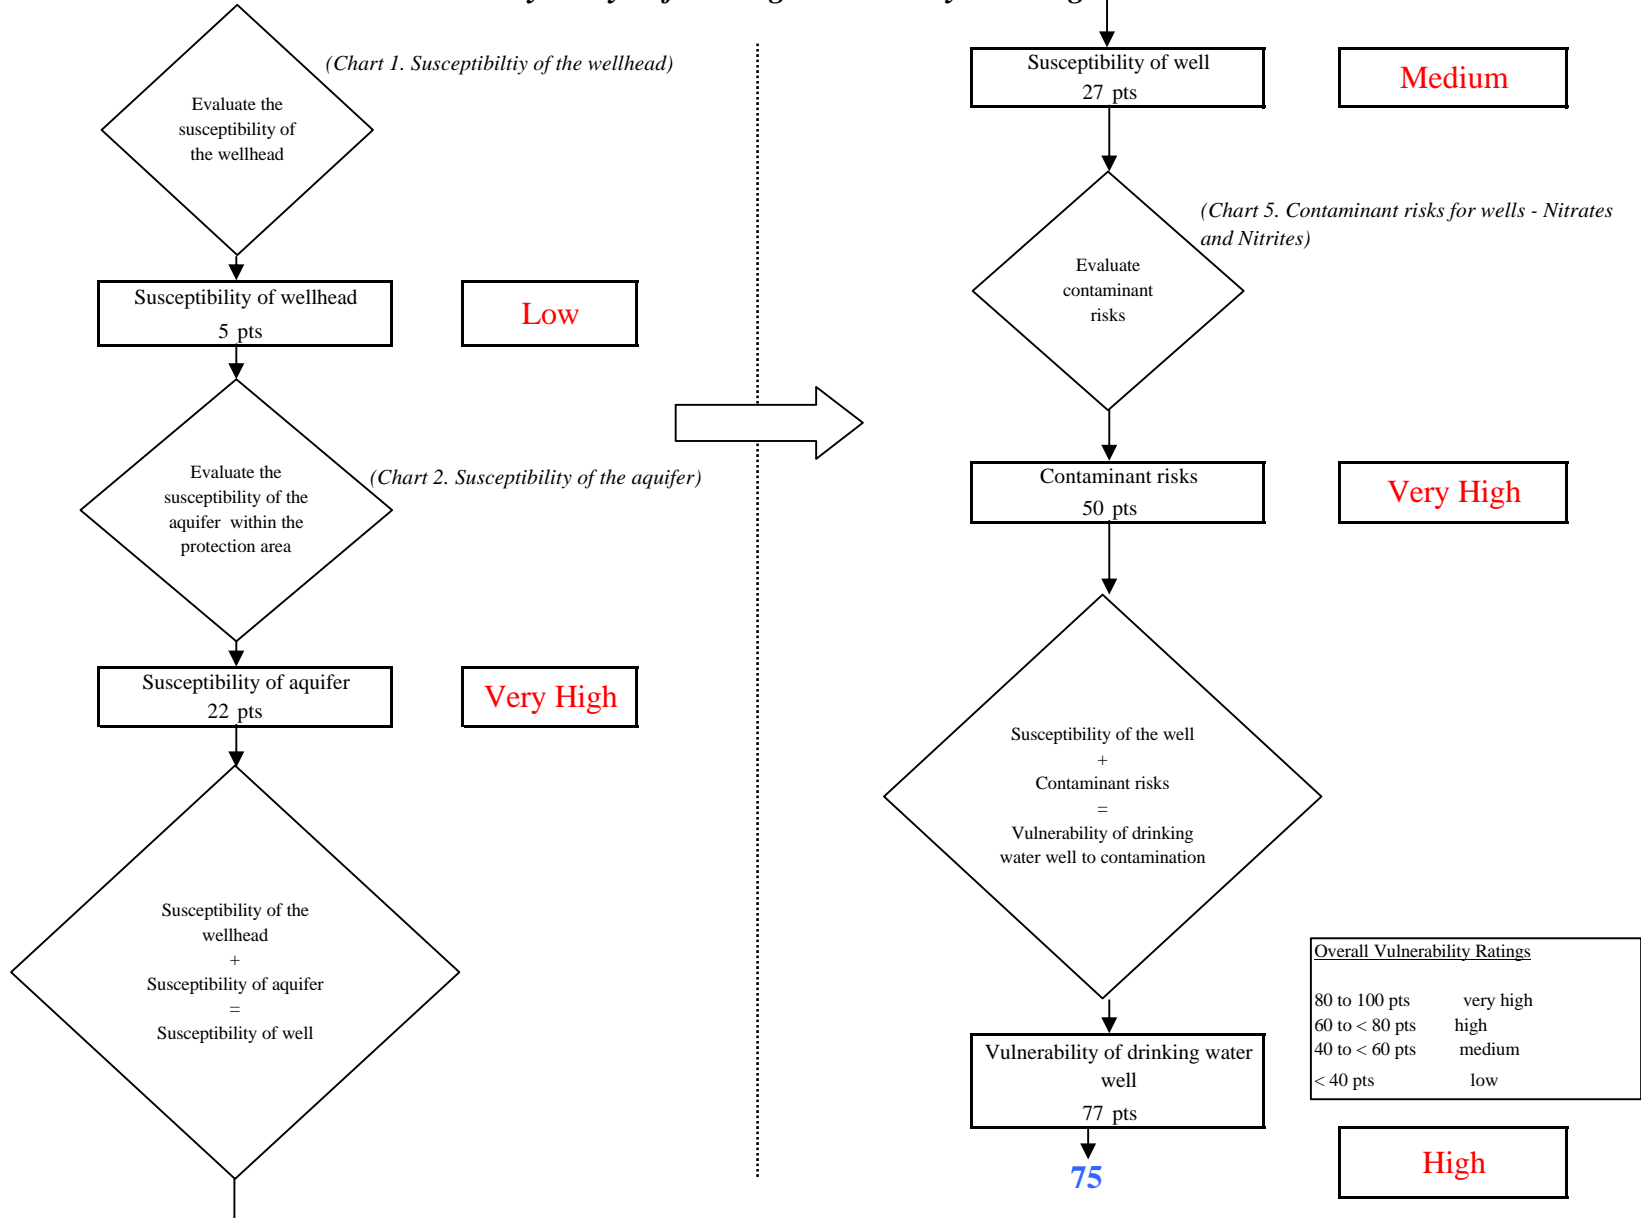 (Chart 1. Susceptibiltiy of the wellhead)
Evaluate the
susceptibility of
the wellhead
Susceptibility of wellhead
5 pts
Low
(Chart 2. Susceptibility of the aquifer)
Evaluate the
susceptibility of the
aquifer within the
protection area
Susceptibility of aquifer
22 pts
Very High
Susceptibility of the
wellhead
+
Susceptibility of aquifer
=
Susceptibility of well
Susceptibility of well
27 pts
Medium
(Chart 5. Contaminant risks for wells - Nitrates
and Nitrites)
Evaluate
contaminant
risks
Contaminant risks
50 pts
Very High
Susceptibility of the well
+
Contaminant risks
=
Vulnerability of drinking
water well to contamination
Overall Vulnerability Ratings
80 to 100 pts very high
60 to < 80 pts high
40 to < 60 pts medium
< 40 pts low
Vulnerability of drinking water
well
77 pts
75
High